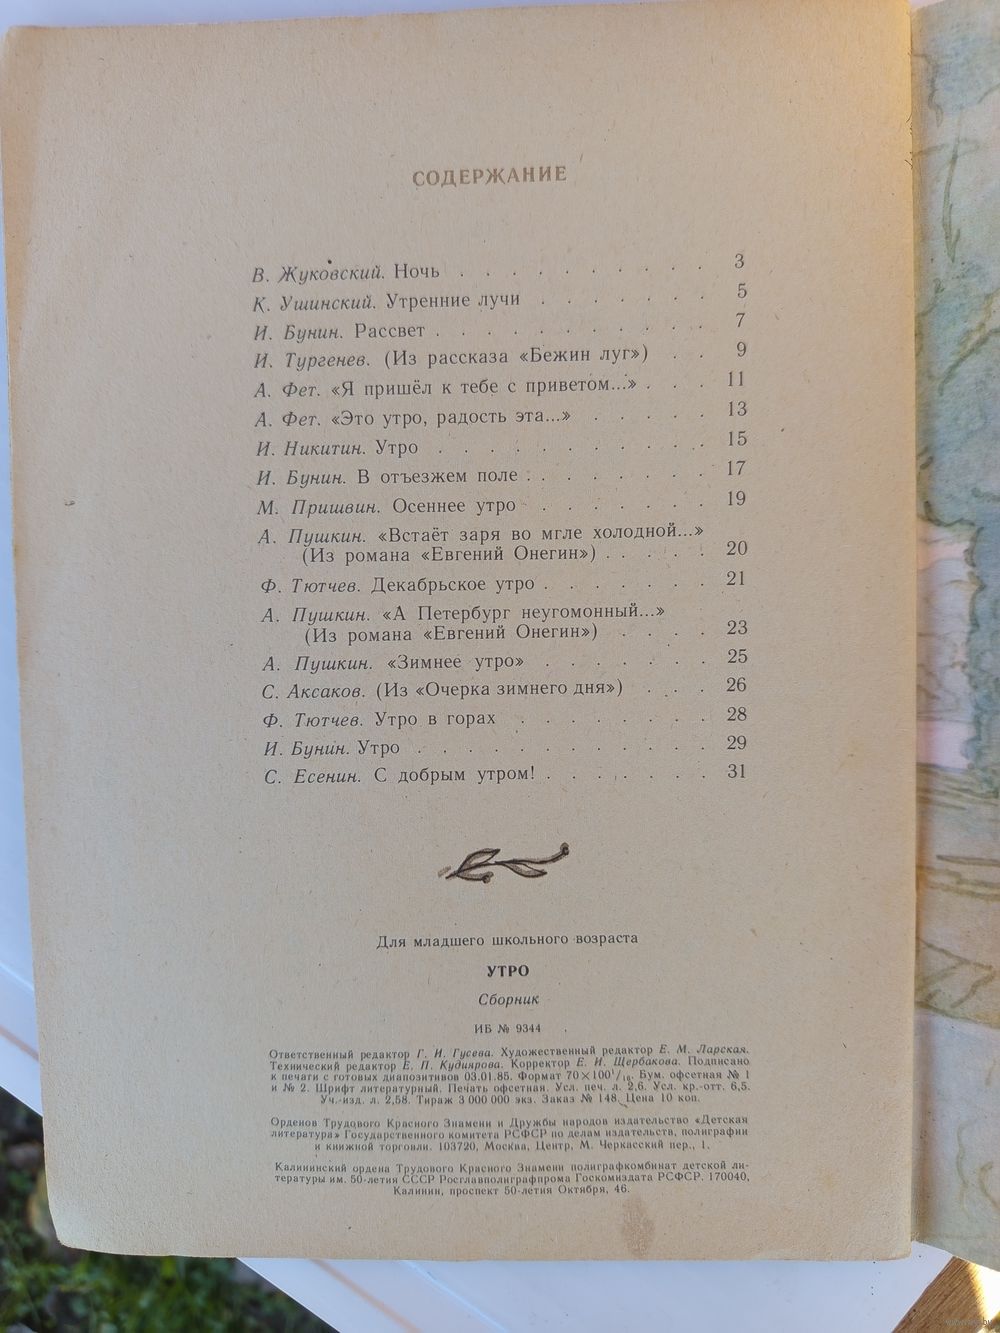 СОДЕРЖАНИЕ
В. Жуковский. Ночь . . . . . . . . . . 3
К. Ушинский. Утренние лучи . . . . . . . 5
И. Бунин. Рассвет . . . . . . . . . . . 7
И. Тургенев. (Из рассказа «Бежин луг») . . 9
А. Фет. «Я пришёл к тебе с приветом...» . . . 11
А. Фет. «Это утро, радость эта...» . . . . . 13
И. Никитин. Утро . . . . . . . . . . 15
И. Бунин. В отъезжем поле . . . . . . . 17
М. Пришвин. Осеннее утро . . . . . . . 19
А. Пушкин. «Встаёт заря во мгле холодной...»
(Из романа «Евгений Онегин») . . . . . 20
Ф. Тютчев. Декабрьское утро . . . . . . 21
А. Пушкин. «А Петербург неугомонный...»
(Из романа «Евгений Онегин») . . . . 23
А. Пушкин. «Зимнее утро» . . . . . . 25
С. Аксаков. (Из «Очерка зимнего дня») . . . 26
Ф. Тютчев. Утро в горах . . . . . . . 28
И. Бунин. Утро . . . . . . . . . . . 29
С. Есенин. С добрым утром! . . . . . . 31
Для младшего школьного возраста
УТРО
Сборник
ИБ № 9344
Ответственный редактор Г. И. Гусева. Художественный редактор Е. М. Ларская.
Технический редактор Е. П. Кудиярова. Корректор Е. И. Щербакова. Подписано
к печати с готовых диапозитивов 03.01.85. Формат 70×100¹/₁₆. Бум. офсетная № 1
и № 2. Шрифт литературный. Печать офсетная. Усл. печ. л. 2,6. Усл. кр.-отт. 6,5.
Уч.-изд. л. 2,58. Тираж 3 000 000 экз. Заказ № 148. Цена 10 коп.
Орденов Трудового Красного Знамени и Дружбы народов издательство «Детская
литература» Государственного комитета РСФСР по делам издательств, полиграфии
и книжной торговли. 103720, Москва, Центр, М. Черкасский пер., 1.
Калининский ордена Трудового Красного Знамени полиграфкомбинат детской ли-
тературы им. 50-летия СССР Росглавполиграфпрома Госкомиздата РСФСР. 170040,
Калинин, проспект 50-летия Октября, 46.